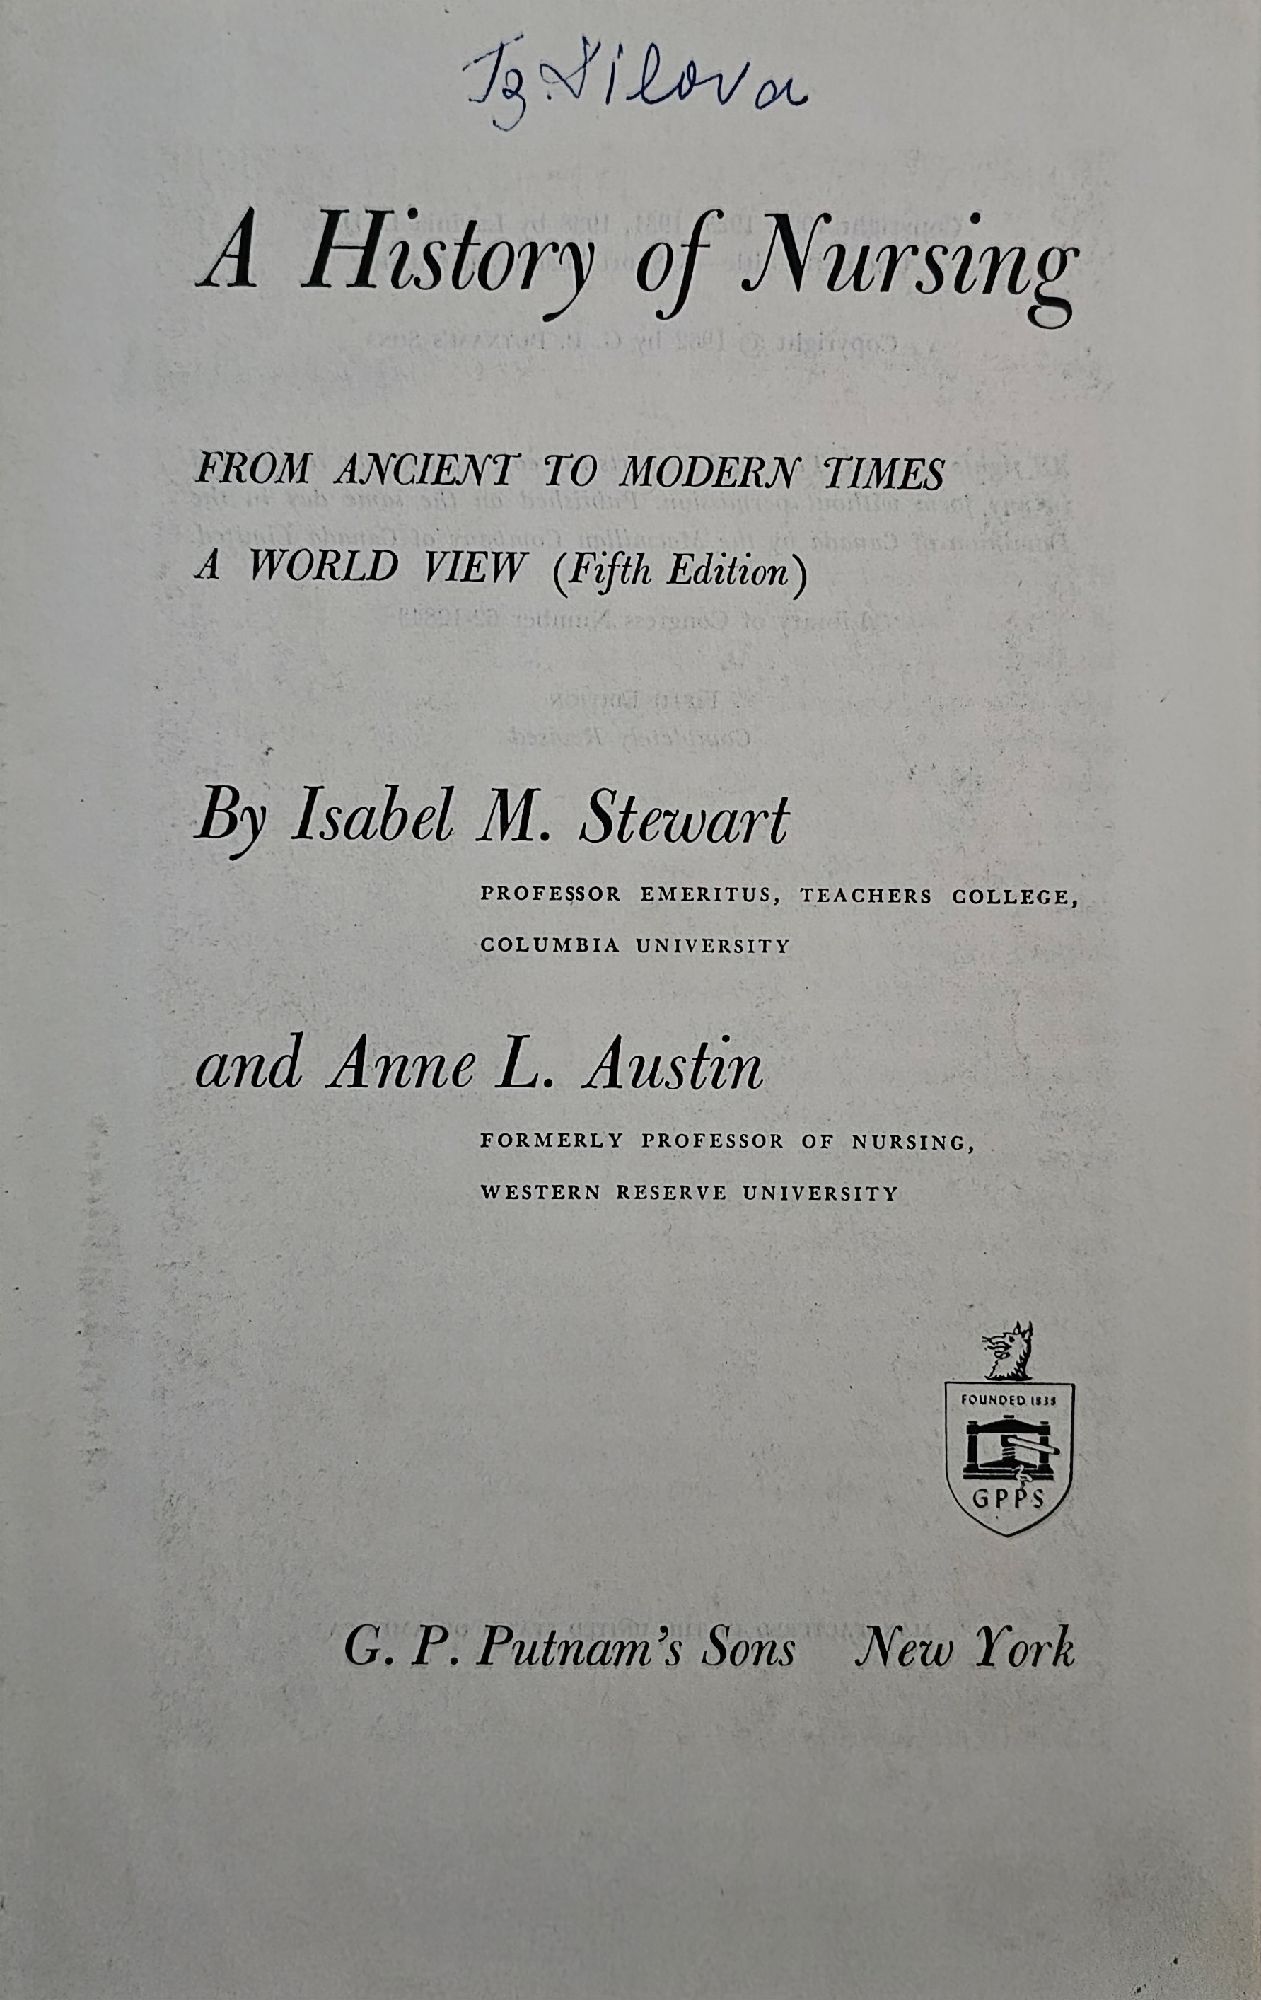 A History of Nursing
FROM ANCIENT TO MODERN TIMES
A WORLD VIEW (Fifth Edition)
By Isabel M. Stewart
PROFESSOR EMERITUS, TEACHERS COLLEGE,
COLUMBIA UNIVERSITY
and Anne L. Austin
FORMERLY PROFESSOR OF NURSING,
WESTERN RESERVE UNIVERSITY
FOUNDED 1838
GPPS
G. P. Putnam's Sons New York